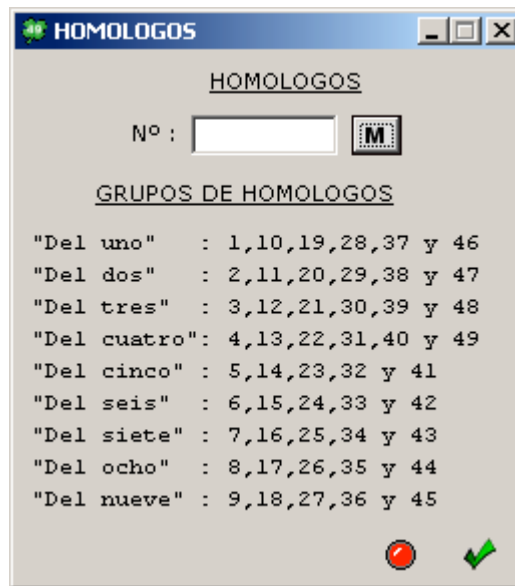 49 HOMOLOGOS
HOMOLOGOS
Nº : M
GRUPOS DE HOMOLOGOS
"Del uno" : 1,10,19,28,37 y 46
"Del dos" : 2,11,20,29,38 y 47
"Del tres" : 3,12,21,30,39 y 48
"Del cuatro": 4,13,22,31,40 y 49
"Del cinco" : 5,14,23,32 y 41
"Del seis" : 6,15,24,33 y 42
"Del siete" : 7,16,25,34 y 43
"Del ocho" : 8,17,26,35 y 44
"Del nueve" : 9,18,27,36 y 45